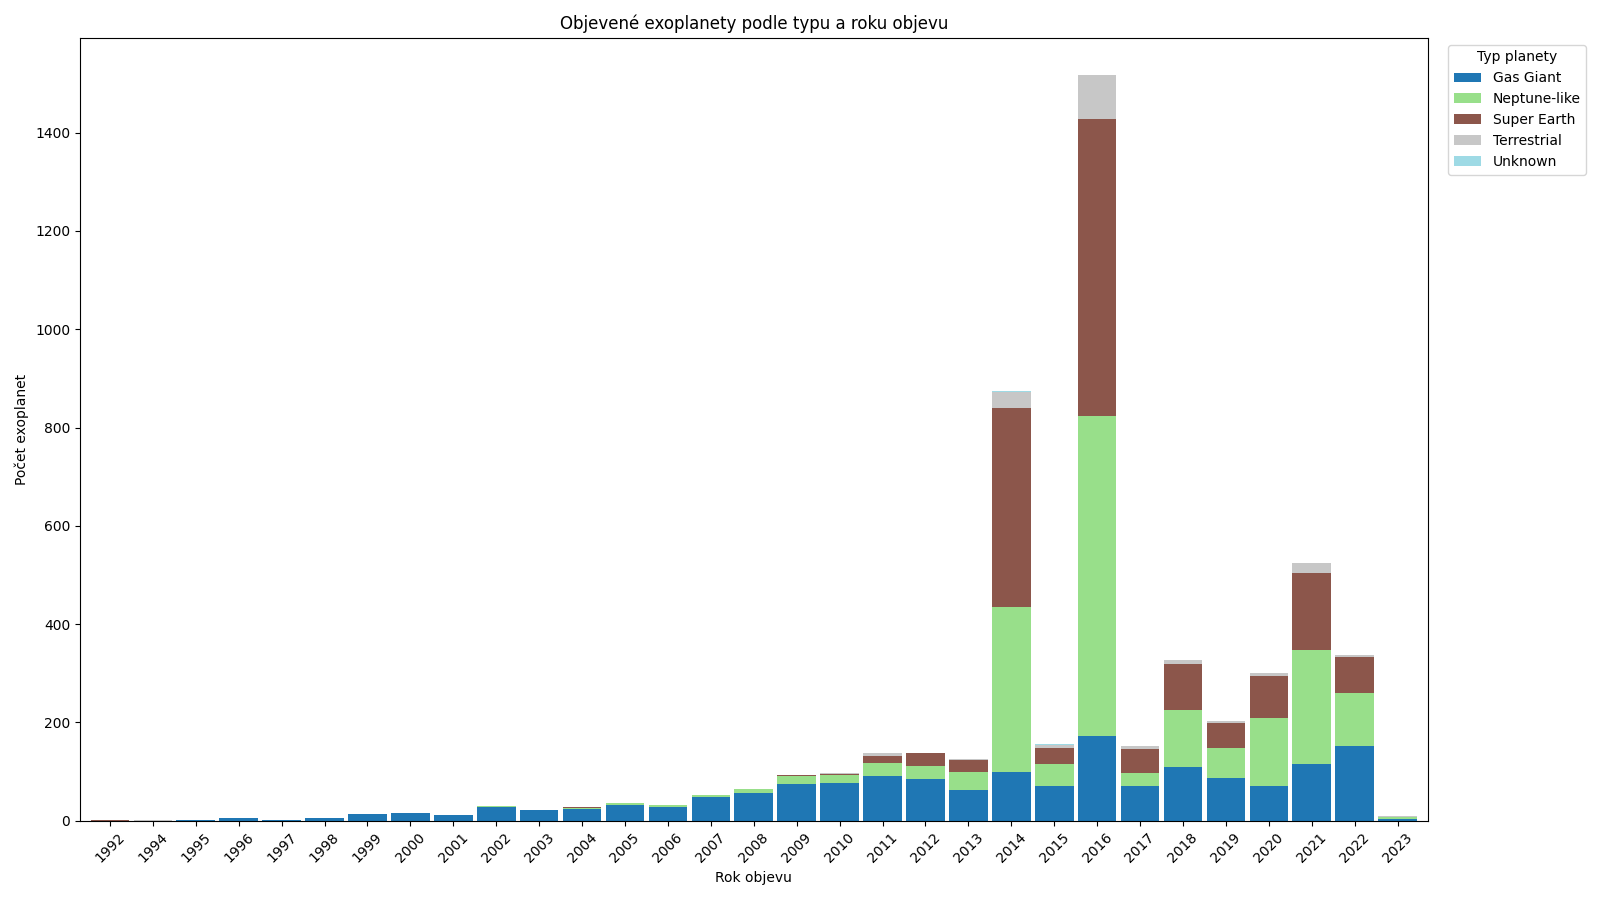 Objevené exoplanety podle typu a roku objevu
Typ planety
Gas Giant
Neptune-like
Super Earth
Terrestrial
Unknown
Počet exoplanet
1400
1200
1000
800
600
400
200
0
1992 1994 1995 1996 1997 1998 1999 2000 2001 2002 2003 2004 2005 2006 2007 2008 2009 2010 2011 2012 2013 2014 2015 2016 2017 2018 2019 2020 2021 2022 2023
Rok objevu